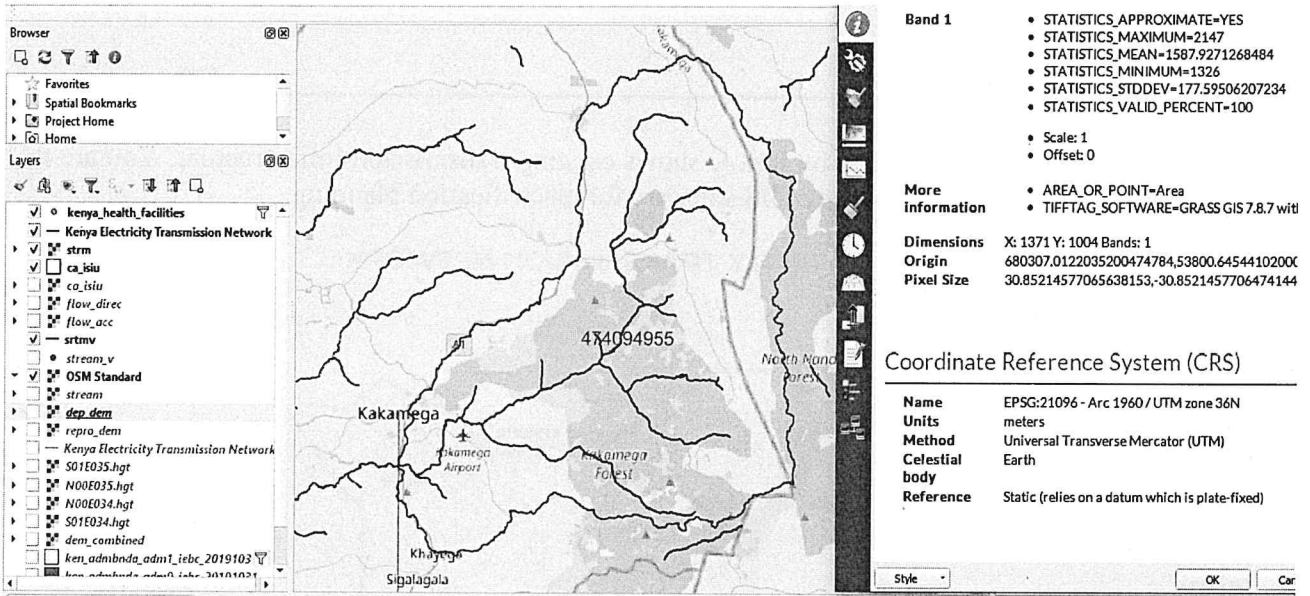 Browser
Favorites
Spatial Bookmarks
Project Home
Home
Layers
kenya_health_facilities
Kenya Electricity Transmission Network
strm
ca_isiu
ca_isiu
flow_direc
flow_acc
srtmv
stream_v
OSM Standard
stream
dep_dem
repro_dem
Kenya Electricity Transmission Network
S01E035.hgt
N00E035.hgt
N00E034.hgt
S01E034.hgt
dem_combined
ken_admbnda_adm1_iebc_2019103
ken_admbnda_adm0_iebc_20191031
Kakamega
A1
474094955
North Nand
Forest
Kakamega
Kakamega
Airport
Kakamega
Forest
Khayega
Sigalagala
Band 1
• STATISTICS_APPROXIMATE=YES
• STATISTICS_MAXIMUM=2147
• STATISTICS_MEAN=1587.9271268484
• STATISTICS_MINIMUM=1326
• STATISTICS_STDDEV=177.59506207234
• STATISTICS_VALID_PERCENT=100
• Scale: 1
• Offset: 0
More information
• AREA_OR_POINT=Area
• TIFFTAG_SOFTWARE=GRASS GIS 7.8.7 wit
Dimensions X: 1371 Y: 1004 Bands: 1
Origin 680307.0122035200474784,53800.6454410200
Pixel Size 30.85214577065638153,-30.8521457706474144
Coordinate Reference System (CRS)
Name EPSG:21096 - Arc 1960 / UTM zone 36N
Units meters
Method Universal Transverse Mercator (UTM)
Celestial body Earth
Reference Static (relies on a datum which is plate-fixed)
Style
OK
Car